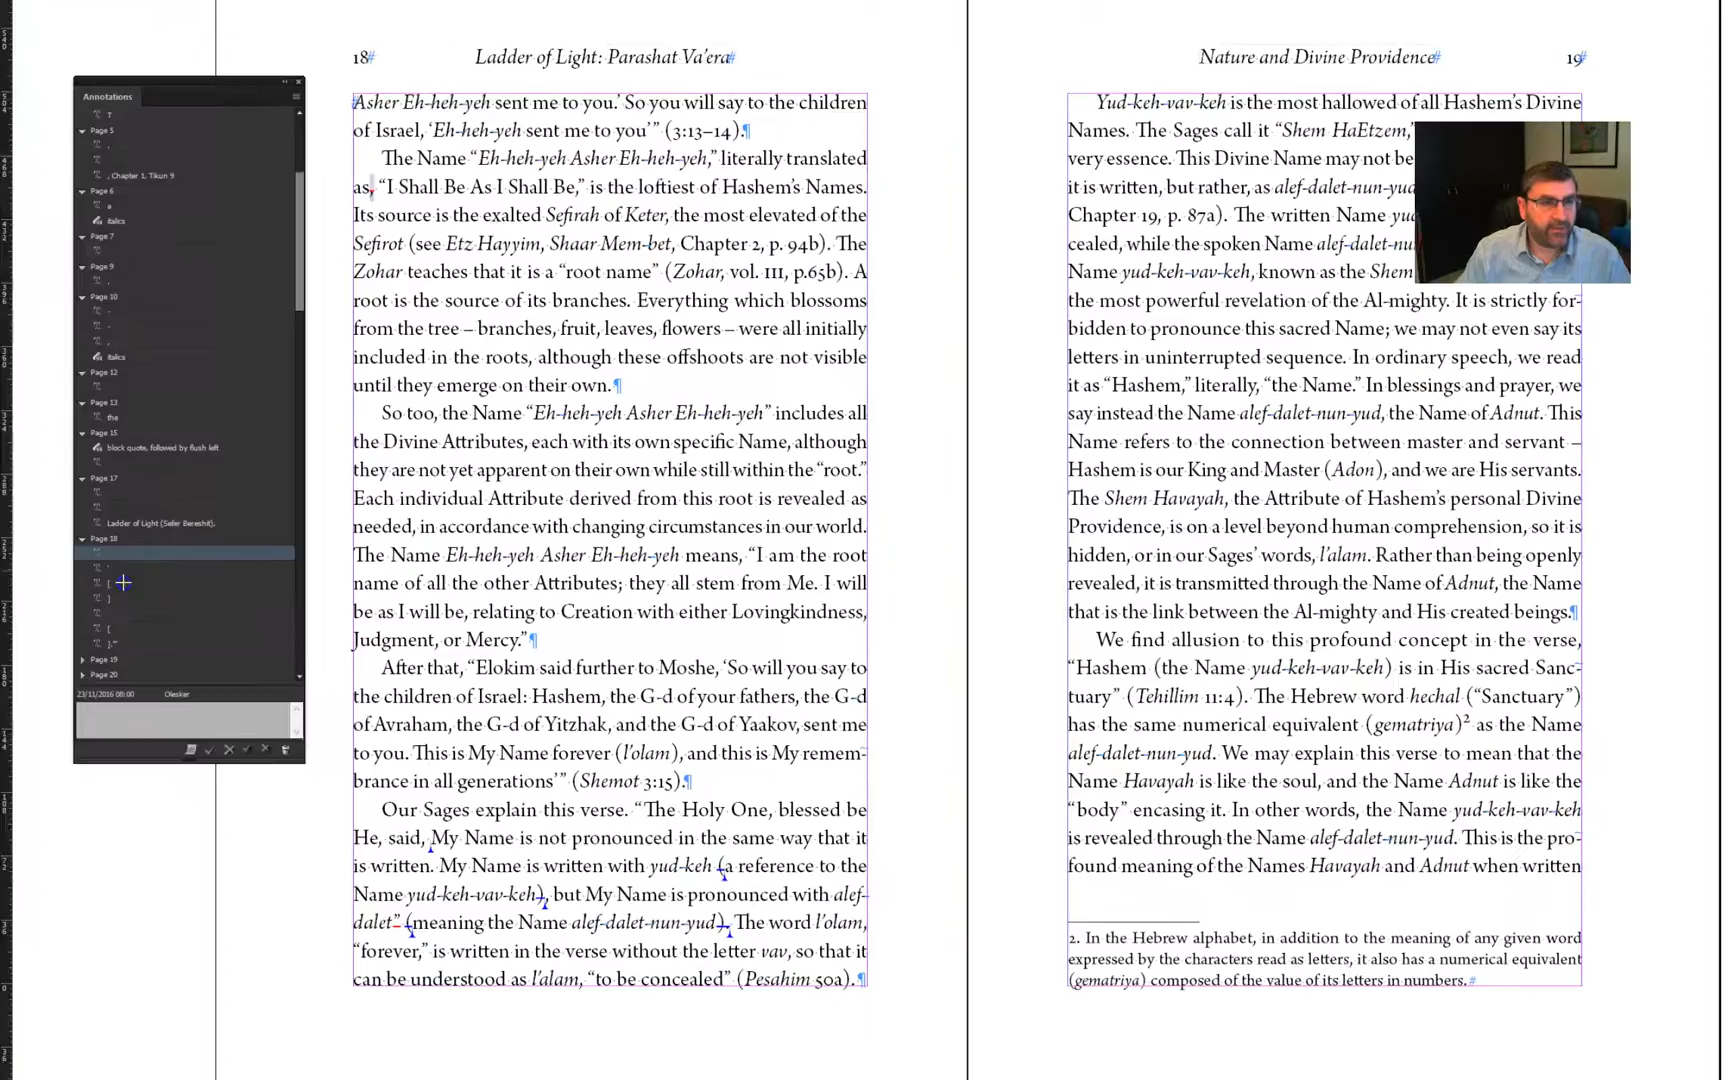 Annotations
T
Page 5
,
, Chapter 1, Tikun 9
Page 6
a
italics
Page 7
Page 9
.
Page 10
-
-
,
italics
Page 12
Page 13
the
Page 15
block quote, followed by flush left
Page 17
Ladder of Light (Sefer Bereshit),
Page 18
'
[
]
[
]."
Page 19
Page 20
23/11/2016 08:00 Olesker
18# Ladder of Light: Parashat Va'era#
Asher Eh-heh-yeh sent me to you.' So you will say to the children
of Israel, 'Eh-heh-yeh sent me to you'” (3:13–14).¶
The Name “Eh-heh-yeh Asher Eh-heh-yeh,” literally translated
as, “I Shall Be As I Shall Be,” is the loftiest of Hashem's Names.
Its source is the exalted Sefirah of Keter, the most elevated of the
Sefirot (see Etz Hayyim, Shaar Mem-bet, Chapter 2, p. 94b). The
Zohar teaches that it is a “root name” (Zohar, vol. III, p.65b). A
root is the source of its branches. Everything which blossoms
from the tree – branches, fruit, leaves, flowers – were all initially
included in the roots, although these offshoots are not visible
until they emerge on their own.¶
So too, the Name “Eh-heh-yeh Asher Eh-heh-yeh” includes all
the Divine Attributes, each with its own specific Name, although
they are not yet apparent on their own while still within the “root.”
Each individual Attribute derived from this root is revealed as
needed, in accordance with changing circumstances in our world.
The Name Eh-heh-yeh Asher Eh-heh-yeh means, “I am the root
name of all the other Attributes; they all stem from Me. I will
be as I will be, relating to Creation with either Lovingkindness,
Judgment, or Mercy.”¶
After that, “Elokim said further to Moshe, 'So will you say to
the children of Israel: Hashem, the G-d of your fathers, the G-d
of Avraham, the G-d of Yitzhak, and the G-d of Yaakov, sent me
to you. This is My Name forever (l'olam), and this is My remem-
brance in all generations'” (Shemot 3:15).¶
Our Sages explain this verse. “The Holy One, blessed be
He, said, My Name is not pronounced in the same way that it
is written. My Name is written with yud-keh (a reference to the
Name yud-keh-vav-keh), but My Name is pronounced with alef-
dalet” (meaning the Name alef-dalet-nun-yud). The word l'olam,
“forever,” is written in the verse without the letter vav, so that it
can be understood as l'alam, “to be concealed” (Pesahim 50a).¶
Nature and Divine Providence# 19#
Yud-keh-vav-keh is the most hallowed of all Hashem's Divine
Names. The Sages call it “Shem HaEtzem,”
very essence. This Divine Name may not be
it is written, but rather, as alef-dalet-nun-yud
Chapter 19, p. 87a). The written Name yud
cealed, while the spoken Name alef-dalet-nu
Name yud-keh-vav-keh, known as the Shem
the most powerful revelation of the Al-mighty. It is strictly for-
bidden to pronounce this sacred Name; we may not even say its
letters in uninterrupted sequence. In ordinary speech, we read
it as “Hashem,” literally, “the Name.” In blessings and prayer, we
say instead the Name alef-dalet-nun-yud, the Name of Adnut. This
Name refers to the connection between master and servant –
Hashem is our King and Master (Adon), and we are His servants.
The Shem Havayah, the Attribute of Hashem's personal Divine
Providence, is on a level beyond human comprehension, so it is
hidden, or in our Sages' words, l'alam. Rather than being openly
revealed, it is transmitted through the Name of Adnut, the Name
that is the link between the Al-mighty and His created beings.¶
We find allusion to this profound concept in the verse,
“Hashem (the Name yud-keh-vav-keh) is in His sacred Sanc-
tuary” (Tehillim 11:4). The Hebrew word hechal (“Sanctuary”)
has the same numerical equivalent (gematriya)2 as the Name
alef-dalet-nun-yud. We may explain this verse to mean that the
Name Havayah is like the soul, and the Name Adnut is like the
“body” encasing it. In other words, the Name yud-keh-vav-keh
is revealed through the Name alef-dalet-nun-yud. This is the pro-
found meaning of the Names Havayah and Adnut when written
2. In the Hebrew alphabet, in addition to the meaning of any given word
expressed by the characters read as letters, it also has a numerical equivalent
(gematriya) composed of the value of its letters in numbers.#